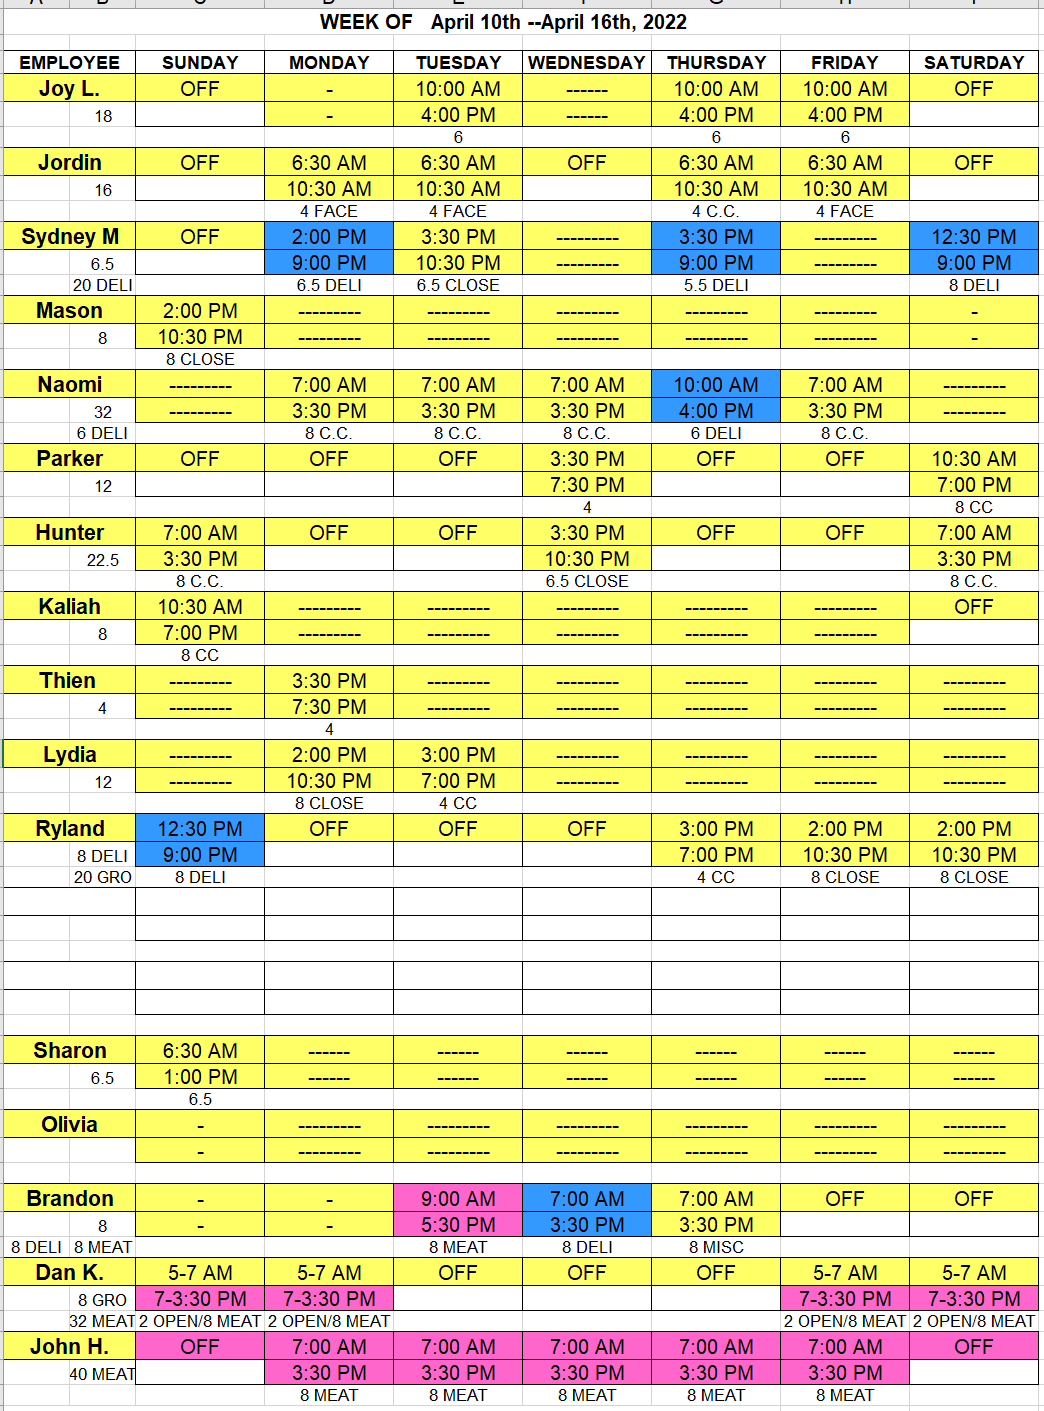 WEEK OF April 10th --April 16th, 2022
EMPLOYEE SUNDAY MONDAY TUESDAY WEDNESDAY THURSDAY FRIDAY SATURDAY
Joy L. OFF - 10:00 AM ------ 10:00 AM 10:00 AM OFF
18 - 4:00 PM ------ 4:00 PM 4:00 PM
6 6 6
Jordin OFF 6:30 AM 6:30 AM OFF 6:30 AM 6:30 AM OFF
16 10:30 AM 10:30 AM 10:30 AM 10:30 AM
4 FACE 4 FACE 4 C.C. 4 FACE
Sydney M OFF 2:00 PM 3:30 PM --------- 3:30 PM --------- 12:30 PM
6.5 9:00 PM 10:30 PM --------- 9:00 PM --------- 9:00 PM
20 DELI 6.5 DELI 6.5 CLOSE 5.5 DELI 8 DELI
Mason 2:00 PM --------- --------- --------- --------- --------- -
8 10:30 PM --------- --------- --------- --------- --------- -
8 CLOSE
Naomi --------- 7:00 AM 7:00 AM 7:00 AM 10:00 AM 7:00 AM ---------
32 --------- 3:30 PM 3:30 PM 3:30 PM 4:00 PM 3:30 PM ---------
6 DELI 8 C.C. 8 C.C. 8 C.C. 6 DELI 8 C.C.
Parker OFF OFF OFF 3:30 PM OFF OFF 10:30 AM
12 7:30 PM 7:00 PM
4 8 CC
Hunter 7:00 AM OFF OFF 3:30 PM OFF OFF 7:00 AM
22.5 3:30 PM 10:30 PM 3:30 PM
8 C.C. 6.5 CLOSE 8 C.C.
Kaliah 10:30 AM --------- --------- --------- --------- --------- OFF
8 7:00 PM --------- --------- --------- --------- ---------
8 CC
Thien --------- 3:30 PM --------- --------- --------- --------- ---------
4 --------- 7:30 PM --------- --------- --------- --------- ---------
4
Lydia --------- 2:00 PM 3:00 PM --------- --------- --------- ---------
12 --------- 10:30 PM 7:00 PM --------- --------- --------- ---------
8 CLOSE 4 CC
Ryland 12:30 PM OFF OFF OFF 3:00 PM 2:00 PM 2:00 PM
8 DELI 9:00 PM 7:00 PM 10:30 PM 10:30 PM
20 GRO 8 DELI 4 CC 8 CLOSE 8 CLOSE
Sharon 6:30 AM ------ ------ ------ ------ ------ ------
6.5 1:00 PM ------ ------ ------ ------ ------ ------
6.5
Olivia - --------- --------- --------- --------- --------- ---------
- --------- --------- --------- --------- --------- ---------
Brandon - - 9:00 AM 7:00 AM 7:00 AM OFF OFF
8 - - 5:30 PM 3:30 PM 3:30 PM
8 DELI 8 MEAT 8 MEAT 8 DELI 8 MISC
Dan K. 5-7 AM 5-7 AM OFF OFF OFF 5-7 AM 5-7 AM
8 GRO 7-3:30 PM 7-3:30 PM 7-3:30 PM 7-3:30 PM
32 MEAT 2 OPEN/8 MEAT 2 OPEN/8 MEAT 2 OPEN/8 MEAT 2 OPEN/8 MEAT
John H. OFF 7:00 AM 7:00 AM 7:00 AM 7:00 AM 7:00 AM OFF
40 MEAT 3:30 PM 3:30 PM 3:30 PM 3:30 PM 3:30 PM
8 MEAT 8 MEAT 8 MEAT 8 MEAT 8 MEAT